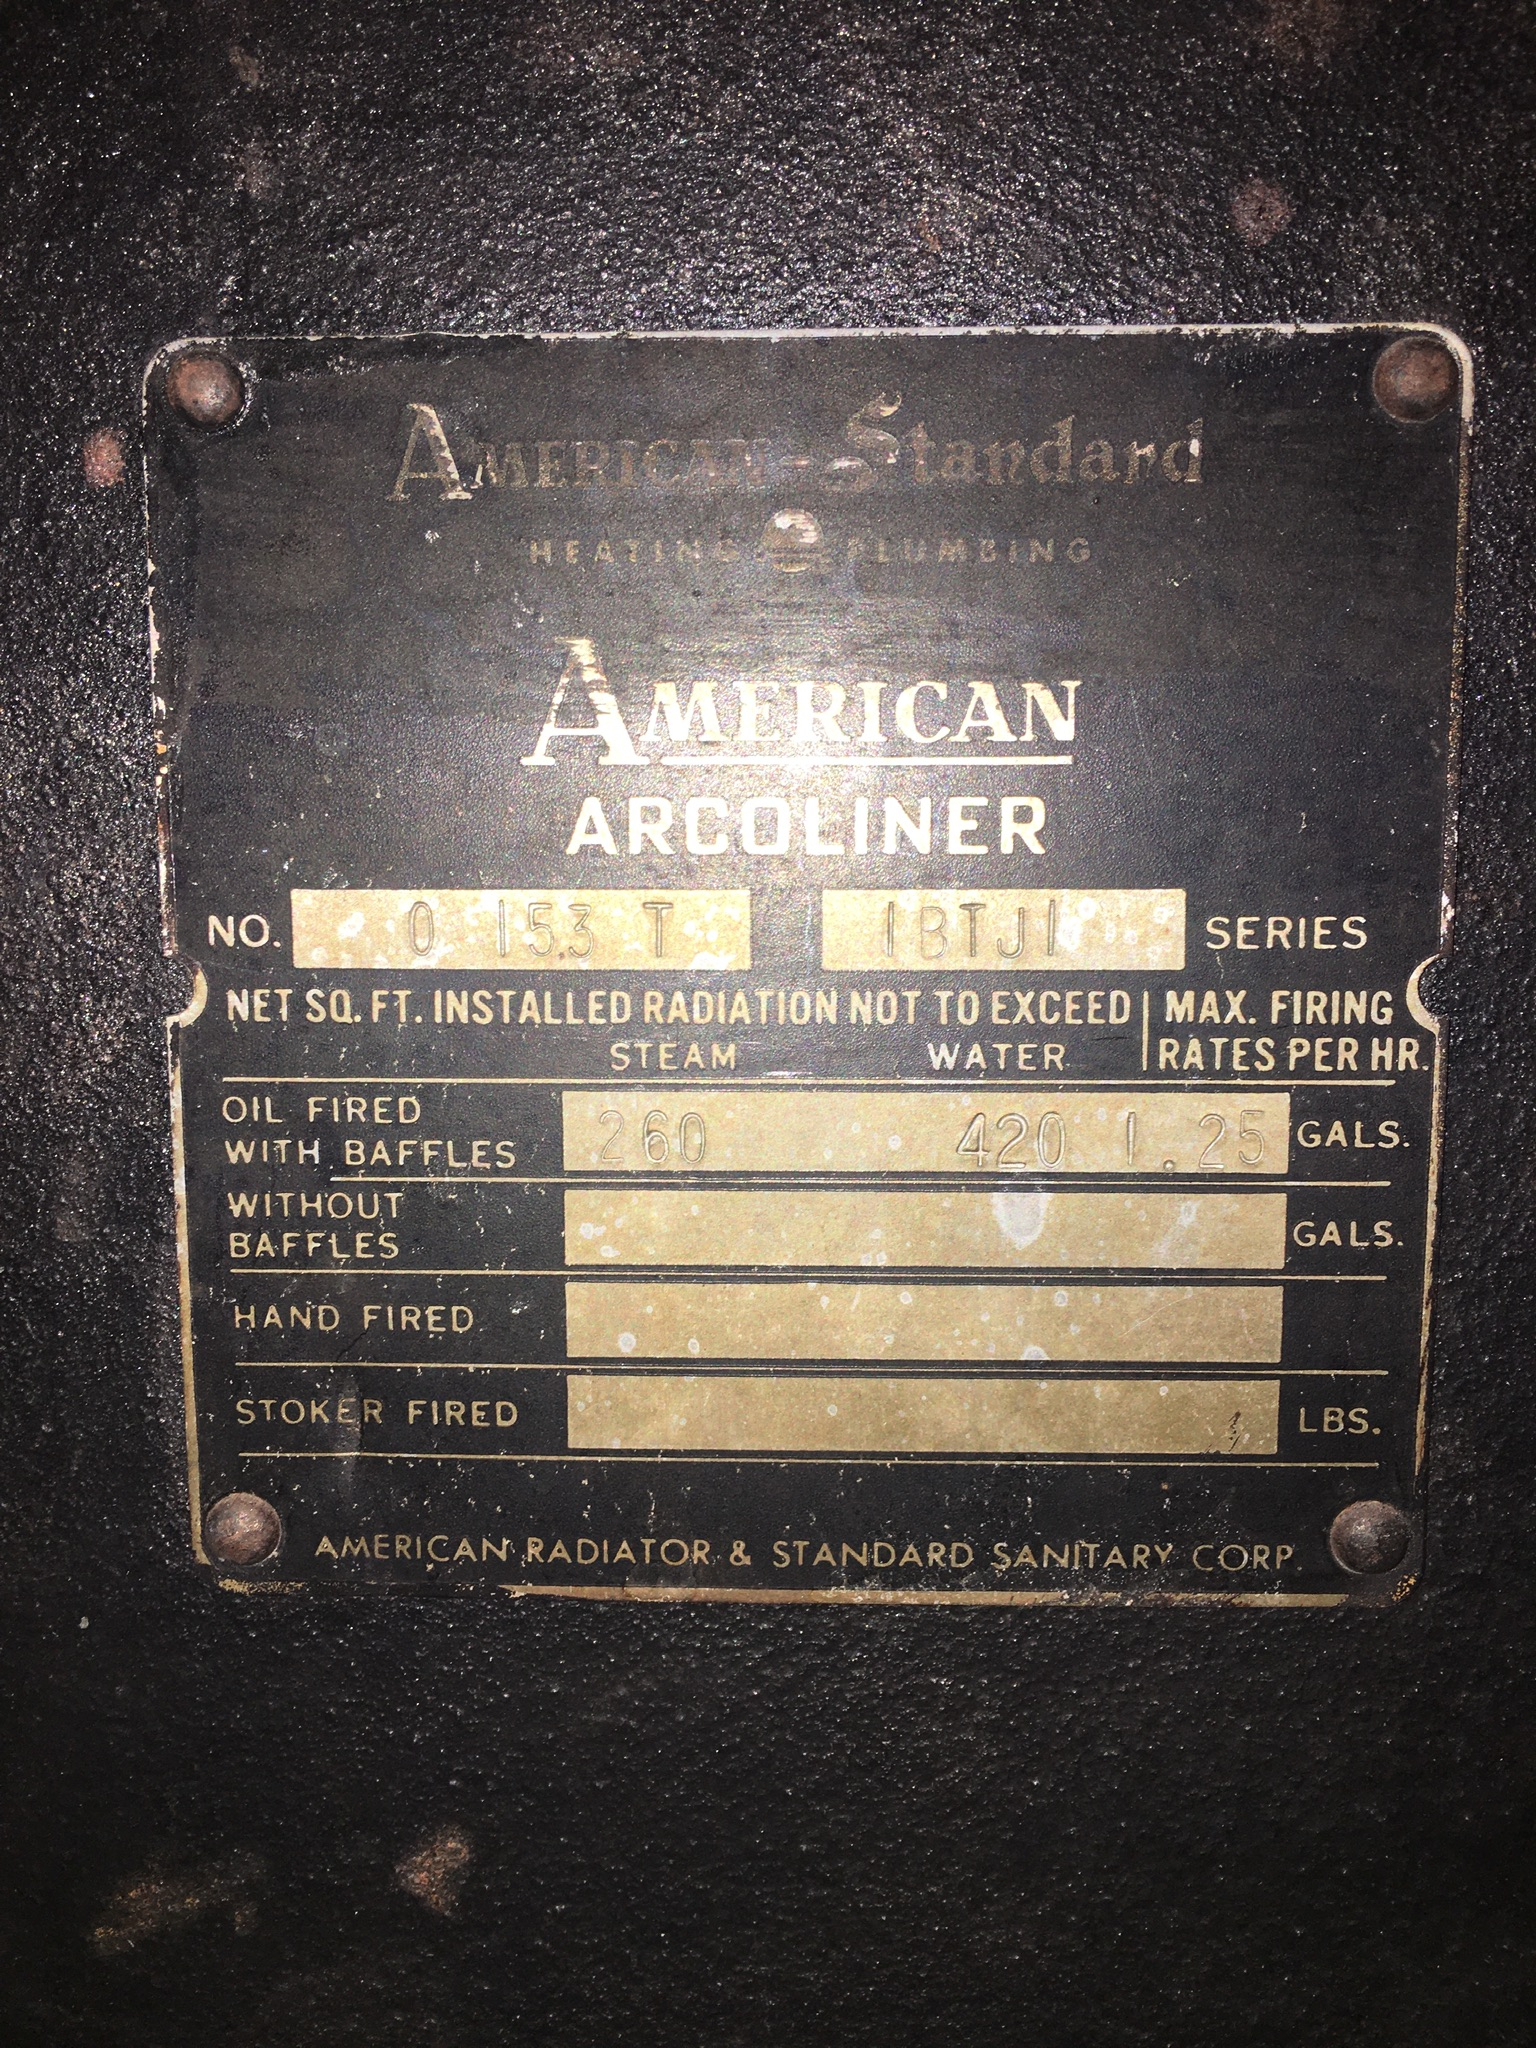 American-Standard
HEATING PLUMBING
AMERICAN
ARCOLINER
NO. 0 153 T 1BTJ1 SERIES
NET SQ. FT. INSTALLED RADIATION NOT TO EXCEED MAX. FIRING
STEAM WATER RATES PER HR.
OIL FIRED
WITH BAFFLES 260 420 1.25 GALS.
WITHOUT
BAFFLES GALS.
HAND FIRED
STOKER FIRED LBS.
AMERICAN RADIATOR & STANDARD SANITARY CORP.